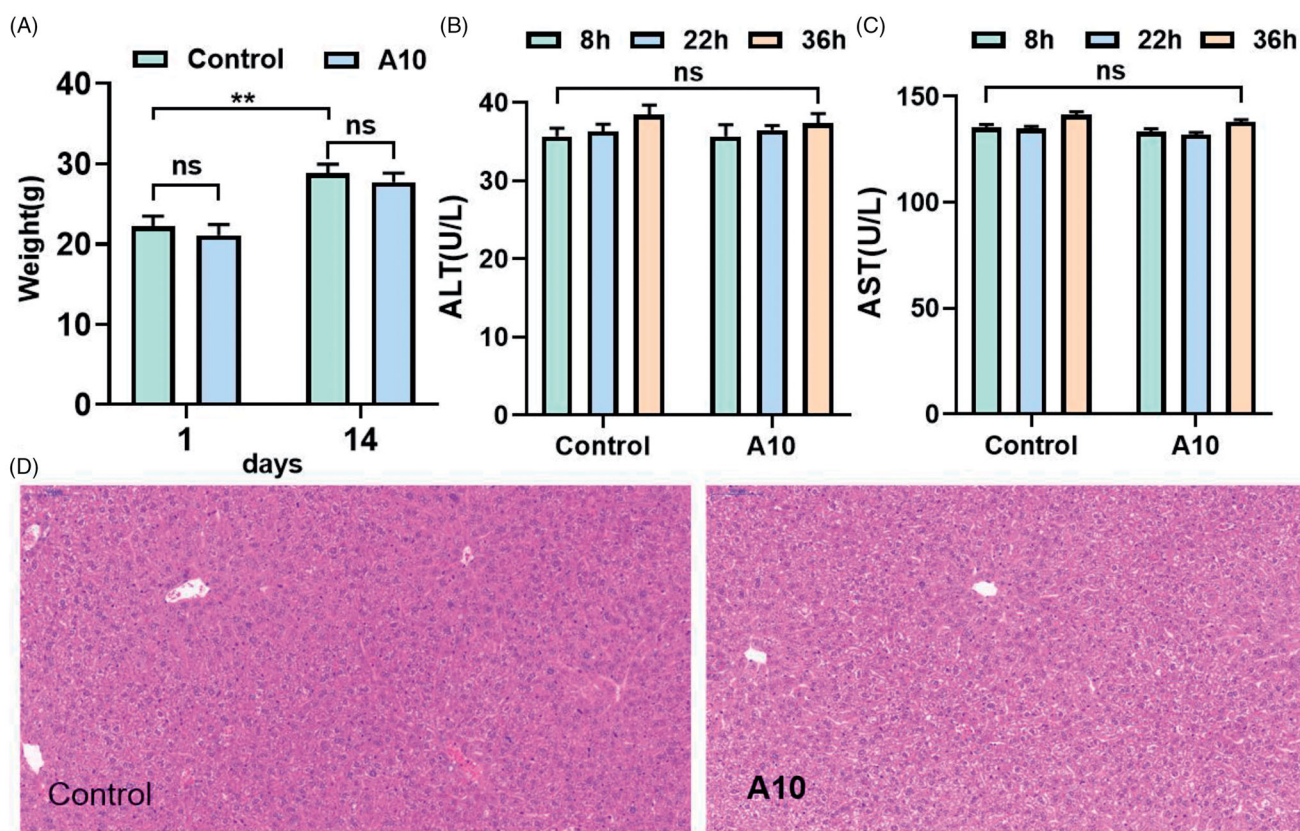 (A)
Control A10
40
30
20
10
0
Weight(g)
**
ns
ns
1 14
days
(B)
8h 22h 36h
ns
40
30
20
10
0
ALT(U/L)
Control A10
(C)
8h 22h 36h
ns
150
100
50
0
AST(U/L)
Control A10
(D)
Control
A10